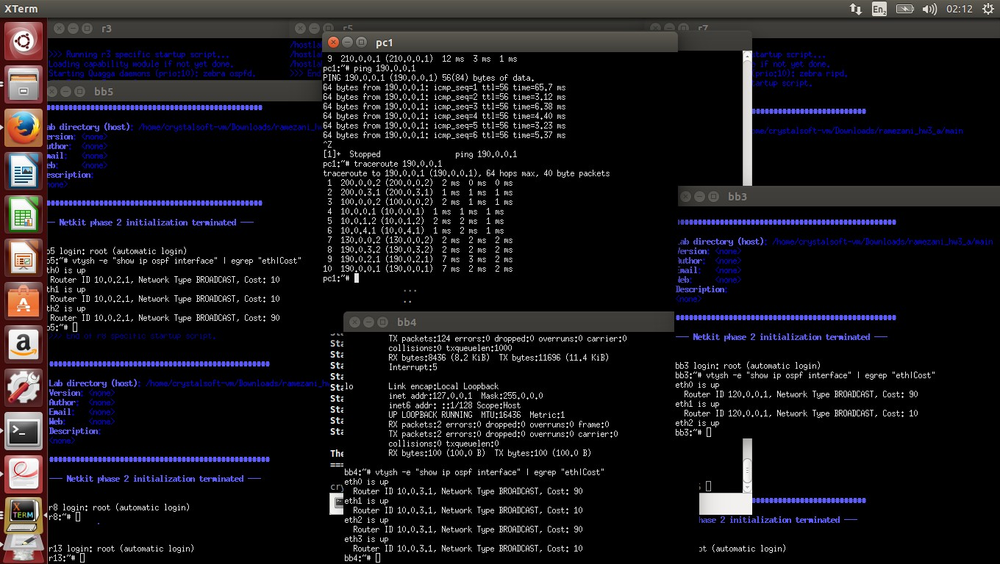 XTerm
En2
02:12
r3
>>> Running r3 specific startup script...
Loading capability module if not yet done.
Starting Quagga daemons (prio:10): zebra ospfd.
r5
/hostla
/hostla
/hostla
>>> End
r7
startup script...
e if not yet done.
(prio:10): zebra ripd.
tup script.
##########################
ome/crystalsoft-vm/Downloads/ramezani_hw3_a/main
pc1
9 210.0.0.1 (210.0.0.1) 12 ms 3 ms 1 ms
pc1:~# ping 190.0.0.1
PING 190.0.0.1 (190.0.0.1) 56(84) bytes of data.
64 bytes from 190.0.0.1: icmp_seq=1 ttl=56 time=65.7 ms
64 bytes from 190.0.0.1: icmp_seq=2 ttl=56 time=3.12 ms
64 bytes from 190.0.0.1: icmp_seq=3 ttl=56 time=6.38 ms
64 bytes from 190.0.0.1: icmp_seq=4 ttl=56 time=4.40 ms
64 bytes from 190.0.0.1: icmp_seq=5 ttl=56 time=3.23 ms
64 bytes from 190.0.0.1: icmp_seq=6 ttl=56 time=5.37 ms
^Z
[1]+ Stopped ping 190.0.0.1
pc1:~# traceroute 190.0.0.1
traceroute to 190.0.0.1 (190.0.0.1), 64 hops max, 40 byte packets
1 200.0.0.2 (200.0.0.2) 2 ms 0 ms 0 ms
2 200.0.3.1 (200.0.3.1) 1 ms 1 ms 1 ms
3 100.0.0.2 (100.0.0.2) 2 ms 1 ms 1 ms
4 10.0.0.1 (10.0.0.1) 1 ms 1 ms 1 ms
5 10.0.1.2 (10.0.1.2) 2 ms 2 ms 1 ms
6 10.0.4.1 (10.0.4.1) 1 ms 2 ms 2 ms
7 130.0.0.2 (130.0.0.2) 2 ms 2 ms 2 ms
8 190.0.3.2 (190.0.3.2) 2 ms 2 ms 2 ms
9 190.0.2.1 (190.0.2.1) 7 ms 3 ms 2 ms
10 190.0.0.1 (190.0.0.1) 7 ms 2 ms 2 ms
pc1:~#
...
..
bb5
ab directory (host): /home/crystalsoft-vm/Downloads/ramezani_hw
ersion: <none>
uthor: <none>
mail: <none>
eb: <none>
escription:
none>
--- Netkit phase 2 initialization terminated ---
b5 login: root (automatic login)
b5:~# vtysh -e "show ip ospf interface" | egrep "eth|Cost"
th0 is up
Router ID 10.0.2.1, Network Type BROADCAST, Cost: 10
th1 is up
Router ID 10.0.2.1, Network Type BROADCAST, Cost: 10
th2 is up
Router ID 10.0.2.1, Network Type BROADCAST, Cost: 90
b5:~#
>>> End of r8 specific startup script.
Lab directory (host): /home/crystalsoft-vm/Downloads/ramezani_hw
Version: <none>
Author: <none>
Email: <none>
Web: <none>
Description:
<none>
--- Netkit phase 2 initialization terminated ---
r8 login: root (automatic login)
r8:~#
r13 login: root (automatic login)
r13:~#
Sta
Sta
Sta
Sta
Sta
Sta
Sta
Sta
Sta
Sta
The
===
cry
bb4
TX packets:124 errors:0 dropped:0 overruns:0 carrier:0
collisions:0 txqueuelen:1000
RX bytes:8436 (8.2 KiB) TX bytes:11696 (11.4 KiB)
Interrupt:5
lo Link encap:Local Loopback
inet addr:127.0.0.1 Mask:255.0.0.0
inet6 addr: ::1/128 Scope:Host
UP LOOPBACK RUNNING MTU:16436 Metric:1
RX packets:2 errors:0 dropped:0 overruns:0 frame:0
TX packets:2 errors:0 dropped:0 overruns:0 carrier:0
collisions:0 txqueuelen:0
RX bytes:100 (100.0 B) TX bytes:100 (100.0 B)
bb4:~# vtysh -e "show ip ospf interface" | egrep "eth|Cost"
eth0 is up
Router ID 10.0.3.1, Network Type BROADCAST, Cost: 90
eth1 is up
Router ID 10.0.3.1, Network Type BROADCAST, Cost: 10
eth2 is up
Router ID 10.0.3.1, Network Type BROADCAST, Cost: 90
eth3 is up
Router ID 10.0.3.1, Network Type BROADCAST, Cost: 10
bb4:~#
bb3
Lab directory (host): /home/crystalsoft-vm/Downloads/ramezani_hw3_a/main
Version: <none>
Author: <none>
Email: <none>
Web: <none>
Description:
<none>
--- Netkit phase 2 initialization terminated ---
bb3 login: root (automatic login)
bb3:~# vtysh -e "show ip ospf interface" | egrep "eth|Cost"
eth0 is up
Router ID 120.0.0.1, Network Type BROADCAST, Cost: 90
eth1 is up
Router ID 120.0.0.1, Network Type BROADCAST, Cost: 10
eth2 is up
bb3:~#
hase 2 initialization terminated ---
ot (automatic login)